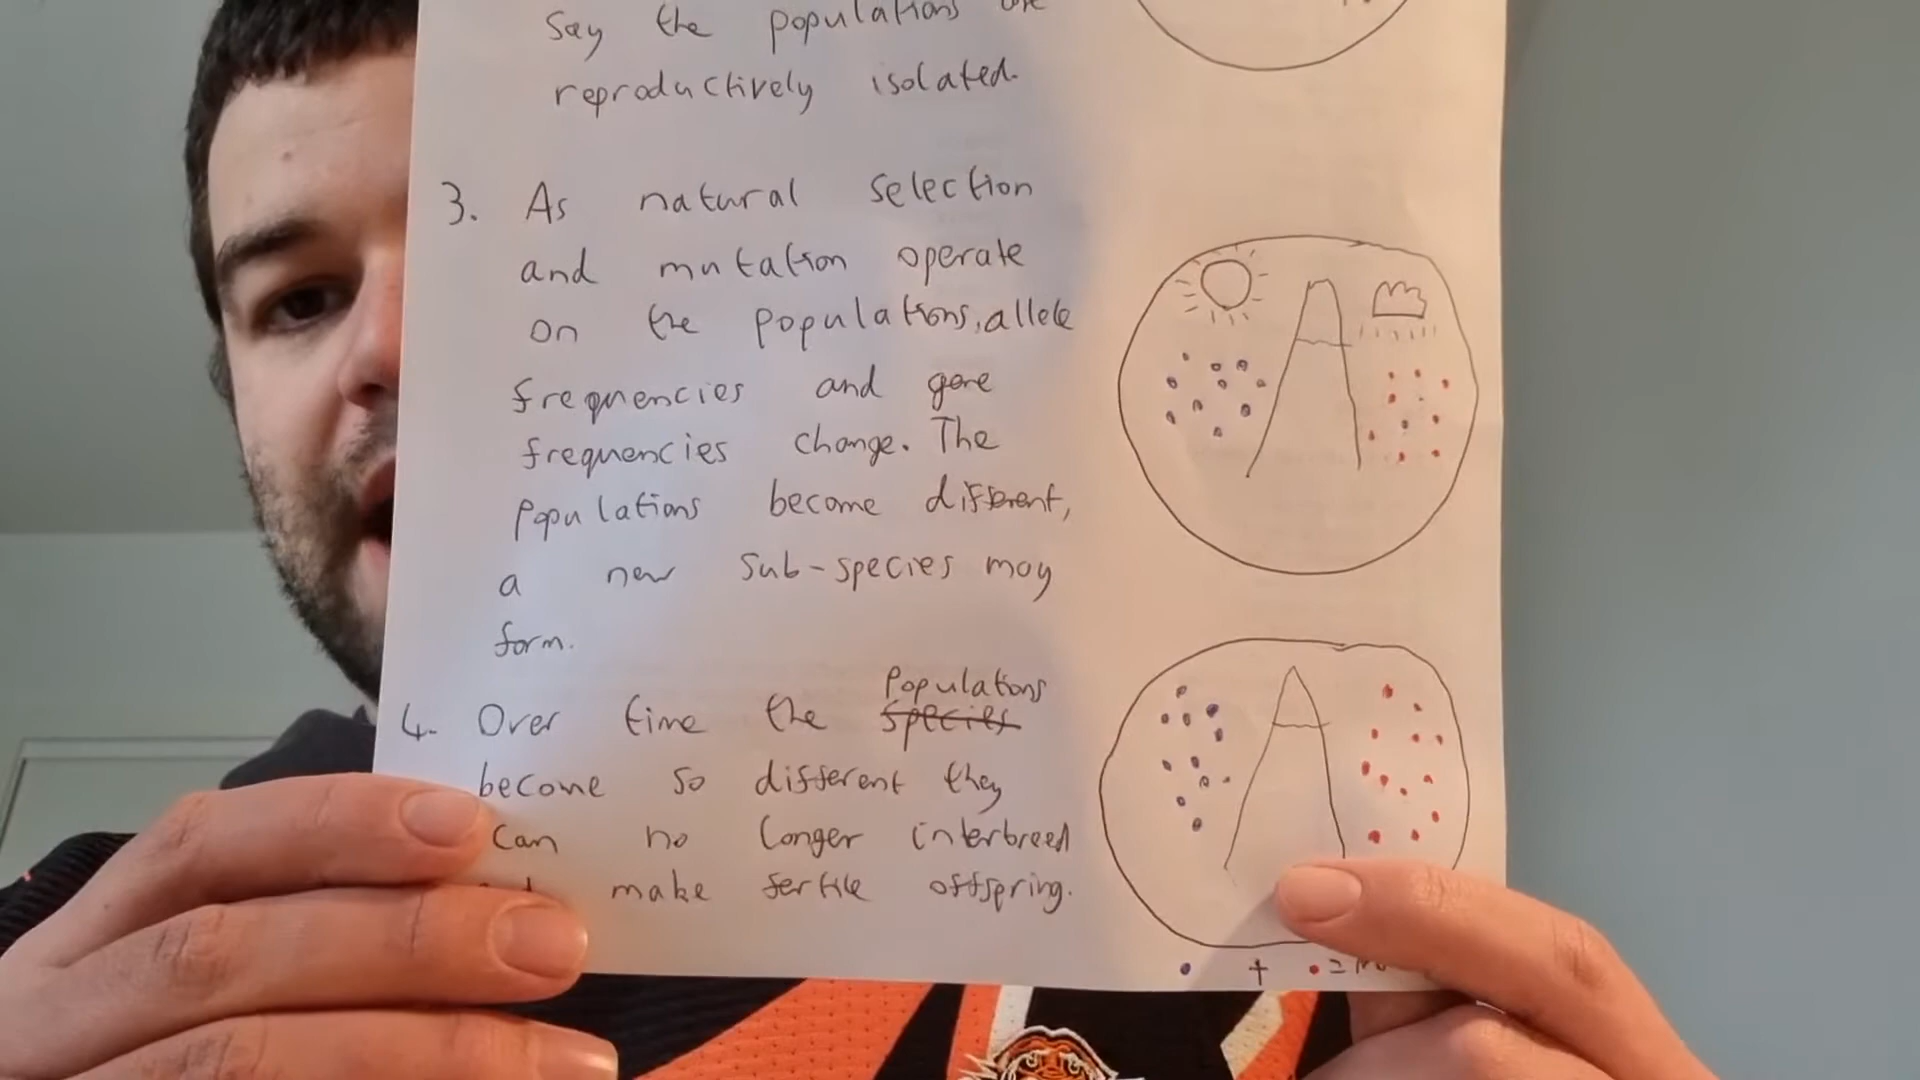 Say the populations are
reproductively isolated.
3. As natural selection
and mutation operate
on the populations, allele
frequencies and gene
frequencies change. The
populations become different,
a new sub-species may
form.
4. Over time the species populations
become so different they
can no longer interbreed
make fertile offspring.
+ =